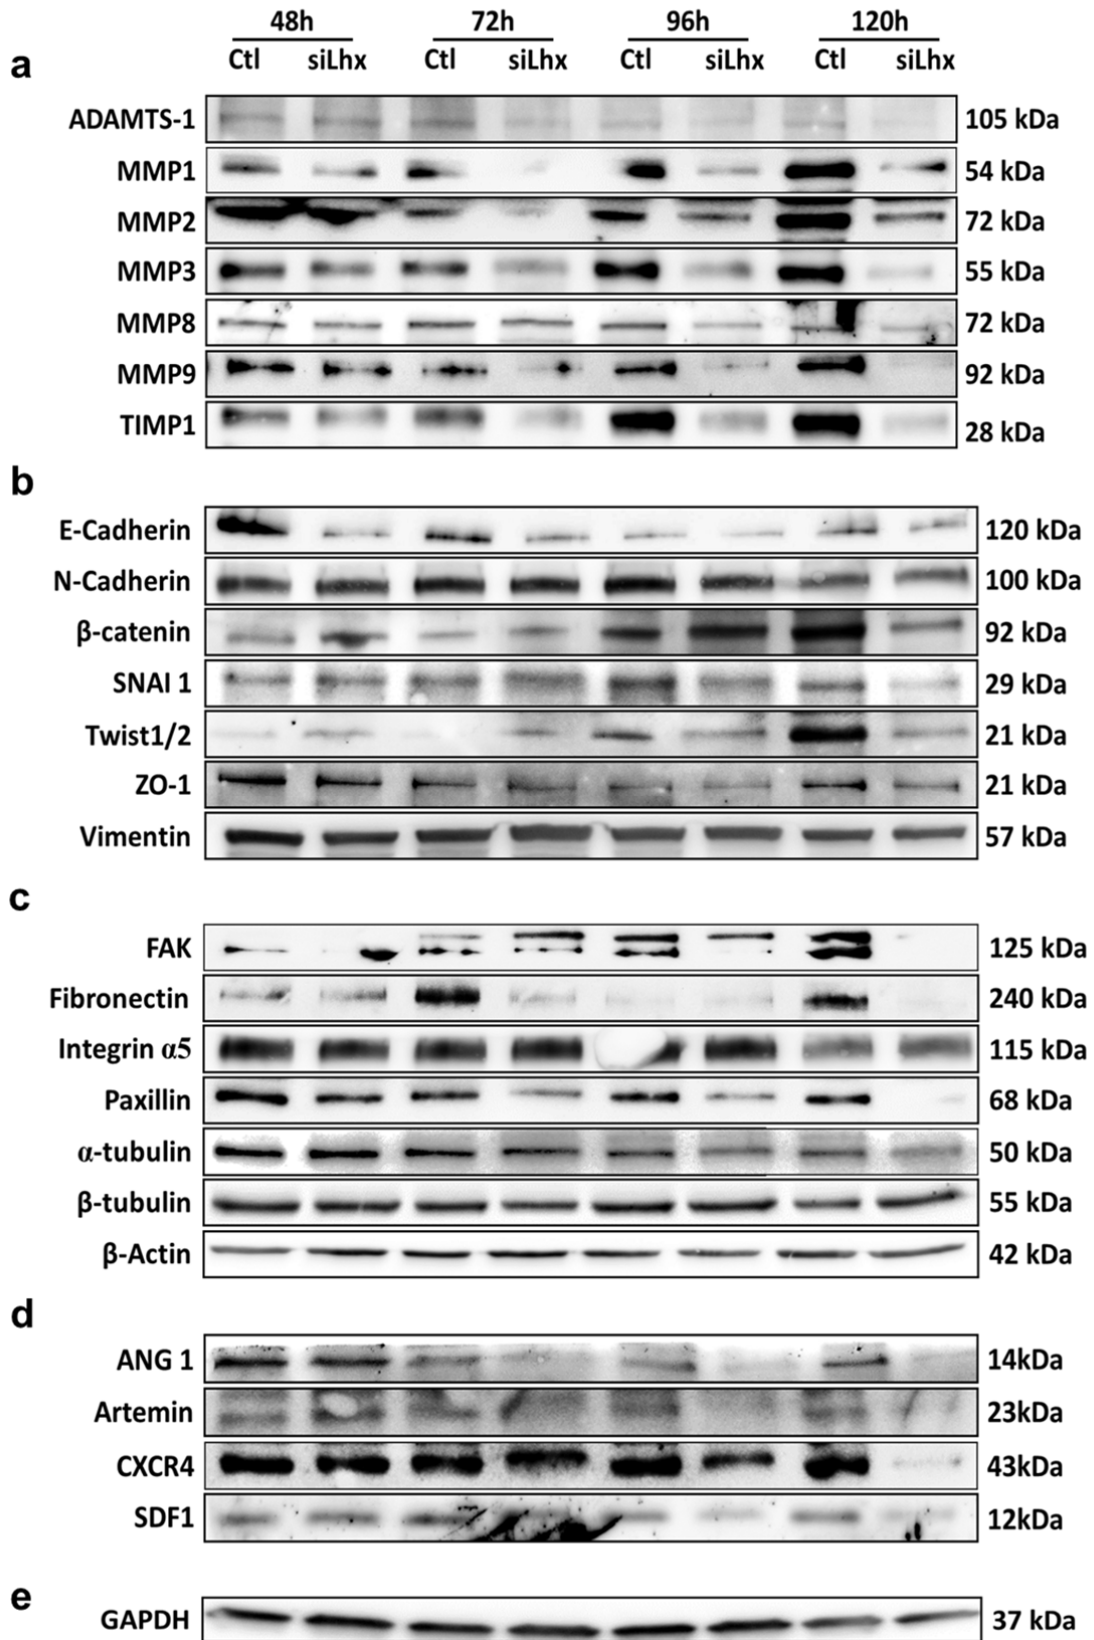 48h 72h 96h 120h
Ctl siLhx Ctl siLhx Ctl siLhx Ctl siLhx
a
ADAMTS-1 105 kDa
MMP1 54 kDa
MMP2 72 kDa
MMP3 55 kDa
MMP8 72 kDa
MMP9 92 kDa
TIMP1 28 kDa
b
E-Cadherin 120 kDa
N-Cadherin 100 kDa
β-catenin 92 kDa
SNAI 1 29 kDa
Twist1/2 21 kDa
ZO-1 21 kDa
Vimentin 57 kDa
c
FAK 125 kDa
Fibronectin 240 kDa
Integrin α5 115 kDa
Paxillin 68 kDa
α-tubulin 50 kDa
β-tubulin 55 kDa
β-Actin 42 kDa
d
ANG 1 14kDa
Artemin 23kDa
CXCR4 43kDa
SDF1 12kDa
e
GAPDH 37 kDa